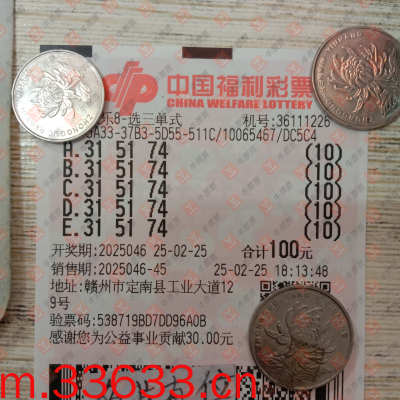 中国福利彩票
CHINA WELFARE LOTTERY
乐8-选三单式 机号:36111226
A33-37B3-5D55-511C/10065467/DC5C4
A.31 51 74 (10)
B.31 51 74 (10)
C.31 51 74 (10)
D.31 51 74 (10)
E.31 51 74 (10)
开奖期:2025046 25-02-25 合计100元
销售期:2025046-45 25-02-25 18:13:48
地址:赣州市定南县工业大道12
9号
验票码:538719BD7DD96A0B
感谢您为公益事业贡献30.00元!
m.33633.cn